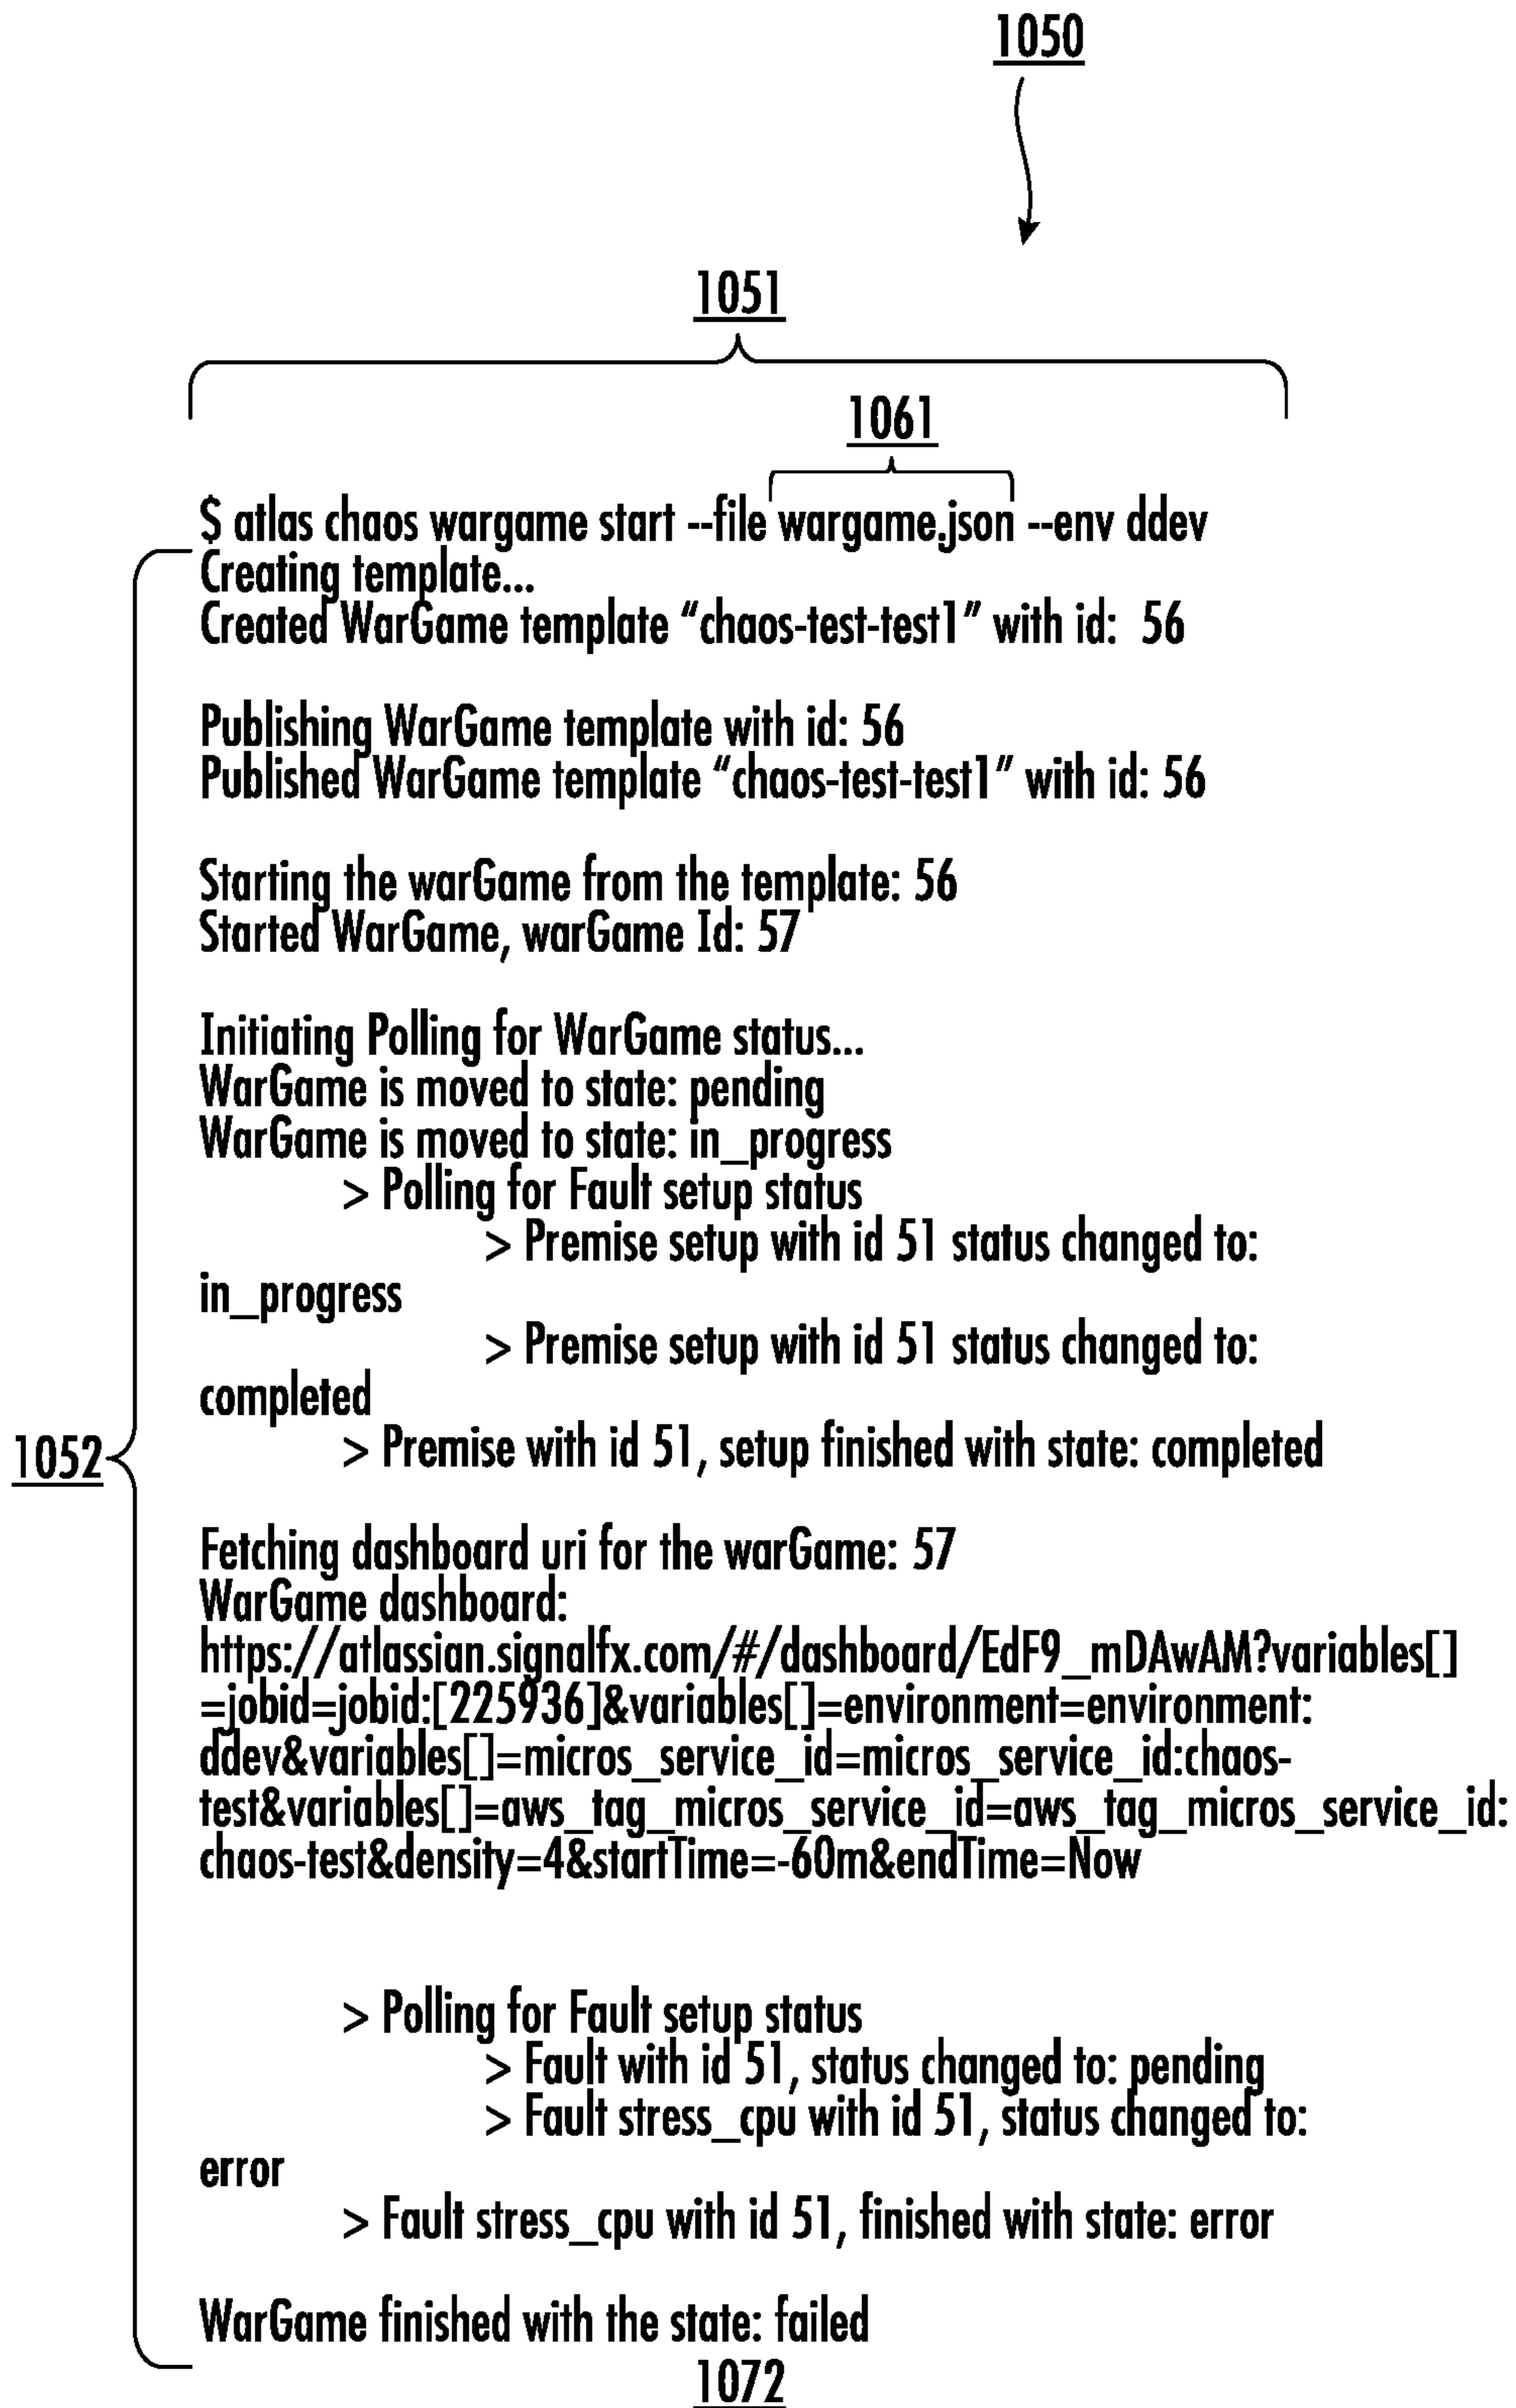 1050
1051
1061
$ atlas chaos wargame start --file wargame.json --env ddev
Creating template...
Created WarGame template “chaos-test-test1” with id: 56
Publishing WarGame template with id: 56
Published WarGame template “chaos-test-test1” with id: 56
Starting the warGame from the template: 56
Started WarGame, warGame Id: 57
Initiating Polling for WarGame status...
WarGame is moved to state: pending
WarGame is moved to state: in_progress
> Polling for Fault setup status
> Premise setup with id 51 status changed to:
in_progress
> Premise setup with id 51 status changed to:
completed
> Premise with id 51, setup finished with state: completed
1052
Fetching dashboard uri for the warGame: 57
WarGame dashboard:
https://atlassian.signalfx.com/#/dashboard/EdF9_mDAwAM?variables[]
=jobid=jobid:[225936]&variables[]=environment=environment:
ddev&variables[]=micros_service_id=micros_service_id:chaos-
test&variables[]=aws_tag_micros_service_id=aws_tag_micros_service_id:
chaos-test&density=4&startTime=-60m&endTime=Now
> Polling for Fault setup status
> Fault with id 51, status changed to: pending
> Fault stress_cpu with id 51, status changed to:
error
> Fault stress_cpu with id 51, finished with state: error
WarGame finished with the state: failed
1072